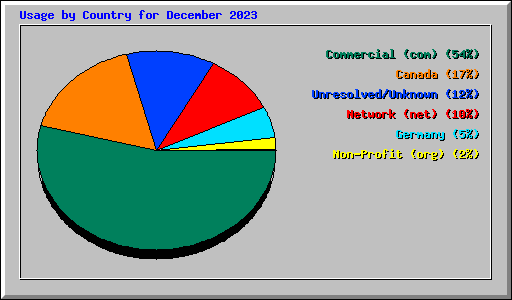 Usage by Country for December 2023
Commercial (com) (54%)
Canada (17%)
Unresolved/Unknown (12%)
Network (net) (10%)
Germany (5%)
Non-Profit (org) (2%)